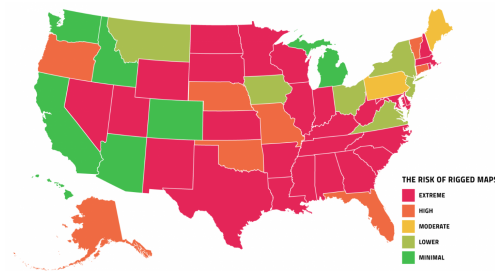 THE RISK OF RIGGED MAPS
EXTREME
HIGH
MODERATE
LOWER
MINIMAL